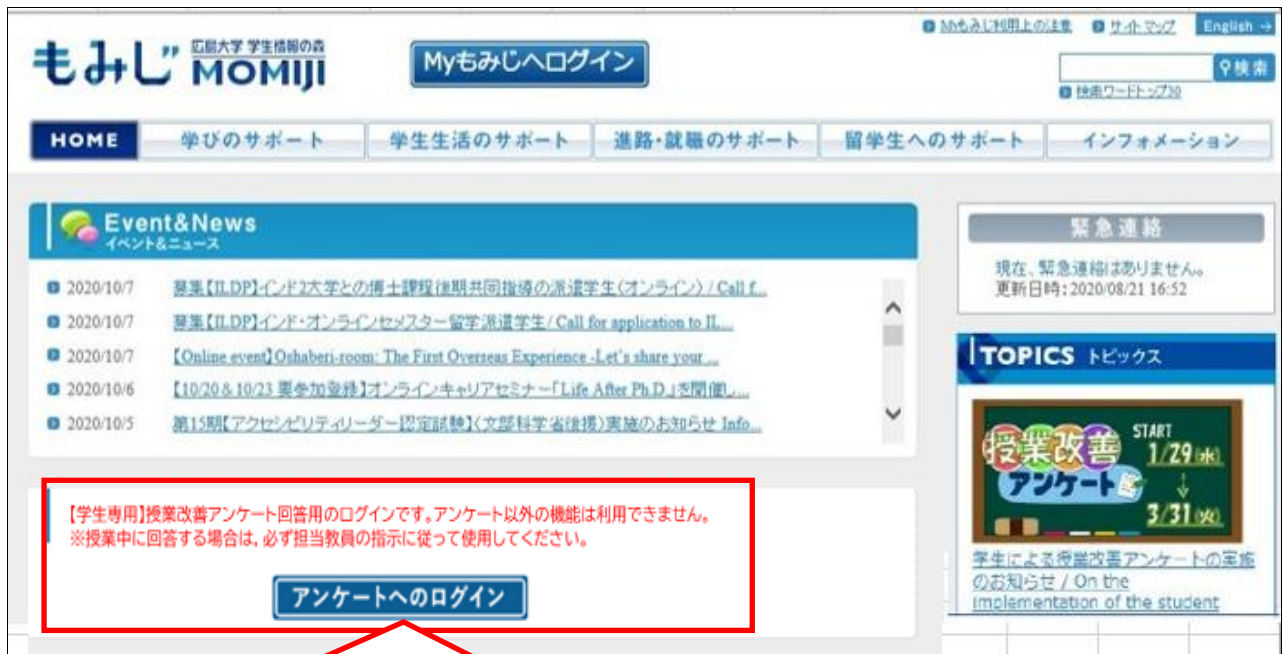 Myもみじ利用上の注意 サイトマップ English →
もみじ 広島大学 学生情報の森 MOMIJI
Myもみじへログイン
検索
検索ワードトップ30
HOME 学びのサポート 学生生活のサポート 進路・就職のサポート 留学生へのサポート インフォメーション
Event&News
イベント&ニュース
2020/10/7 募集【ILDP】インド2大学との博士課程後期共同指導の派遣学生(オンライン) / Call f...
2020/10/7 募集【ILDP】インド・オンラインセメスター留学派遣学生/ Call for application to IL...
2020/10/7 【Online event】Oshaberi-room: The First Overseas Experience -Let's share your ...
2020/10/6 【10/20 & 10/23 要参加登録】オンラインキャリアセミナー「Life After Ph.D.」を開催し...
2020/10/5 第15期【アクセシビリティリーダー認定試験】(文部科学省後援)実施のお知らせ Info...
緊急連絡
現在、緊急連絡はありません。
更新日時:2020/08/21 16:52
TOPICS トピックス
授業改善
アンケート
START
1/29(水)
↓
3/31(火)
学生による授業改善アンケートの実施
のお知らせ / On the
implementation of the student
【学生専用】授業改善アンケート回答用のログインです。アンケート以外の機能は利用できません。
※授業中に回答する場合は, 必ず担当教員の指示に従って使用してください。
アンケートへのログイン